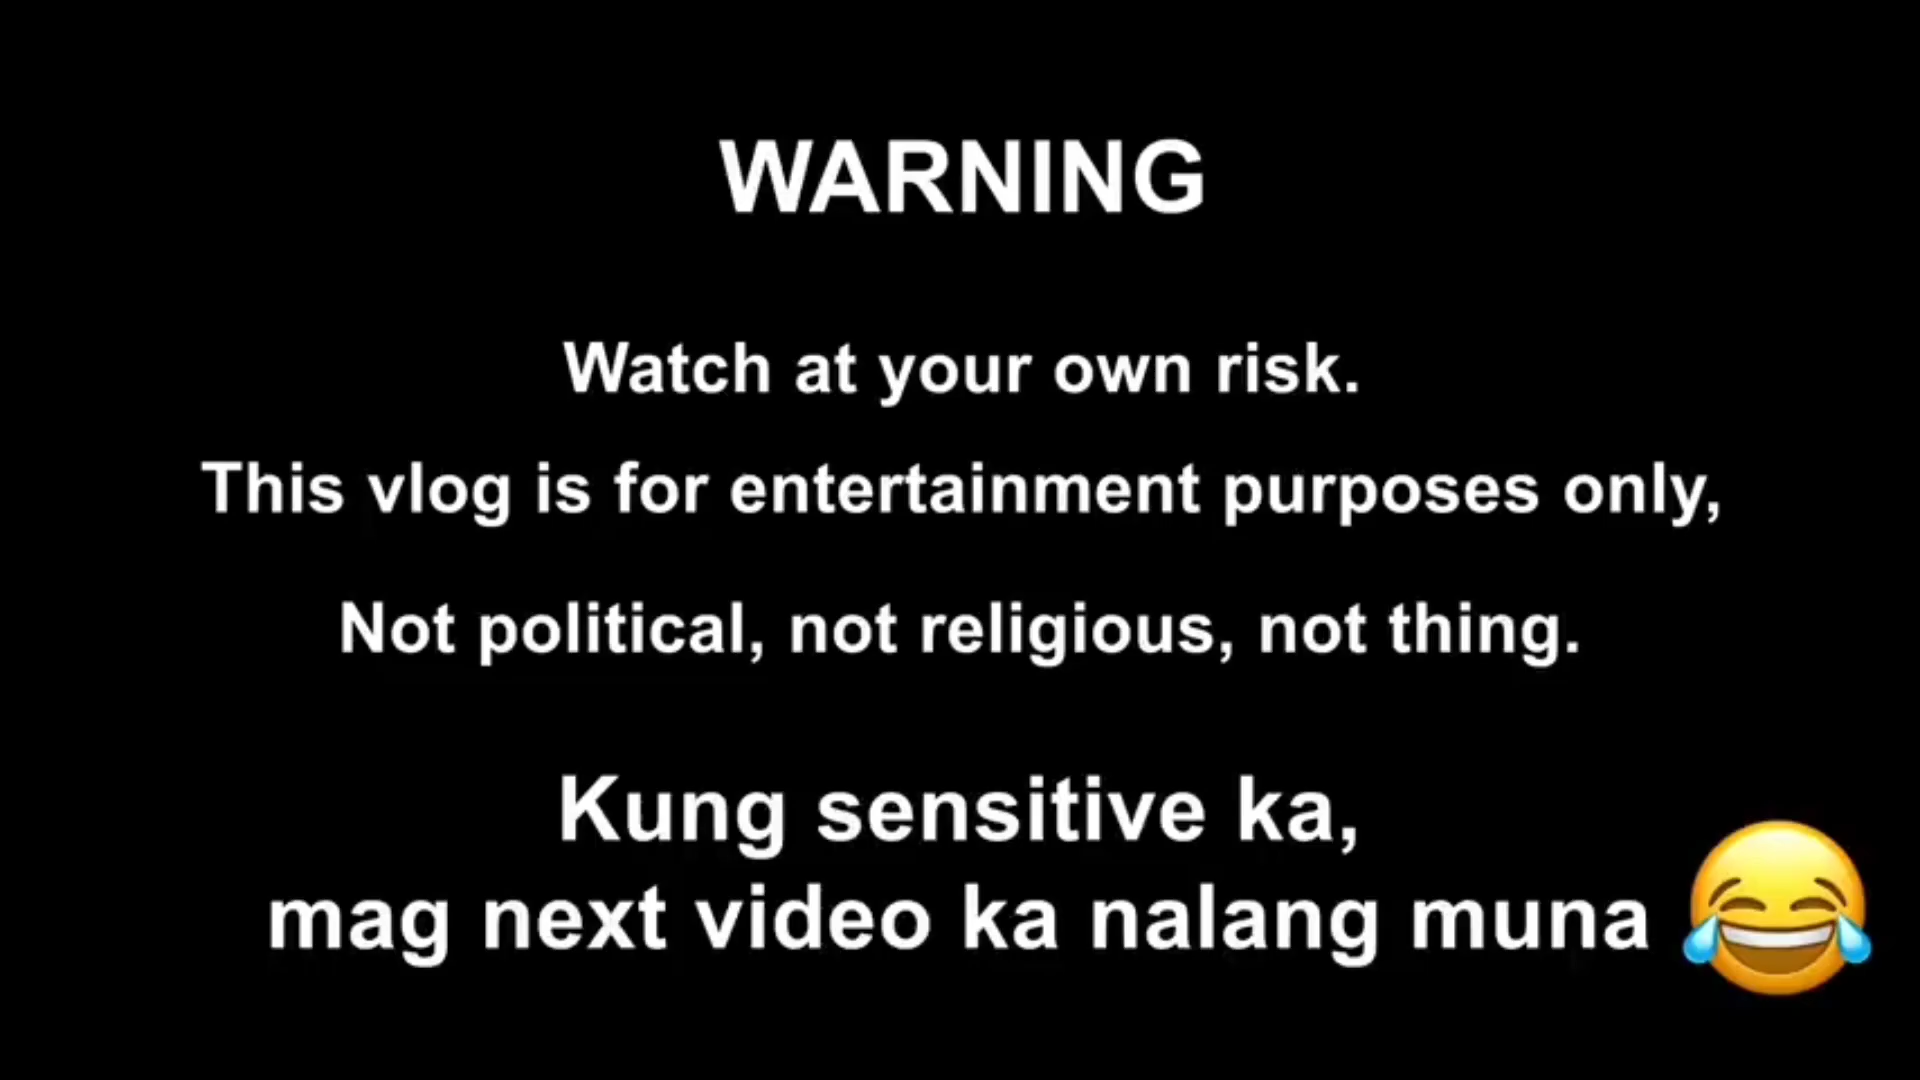 WARNING
Watch at your own risk.
This vlog is for entertainment purposes only,
Not political, not religious, not thing.
Kung sensitive ka,
mag next video ka nalang muna 😂